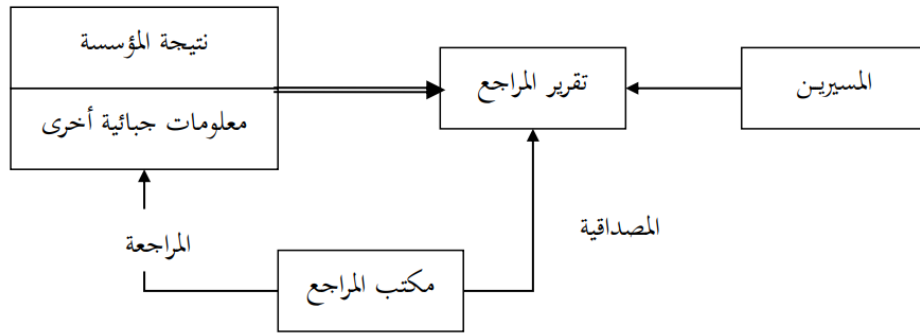 نتيجة المؤسسة
معلومات جبائية أخرى
تقرير المراجع
المسيرين
المراجعة
المصداقية
مكتب المراجع